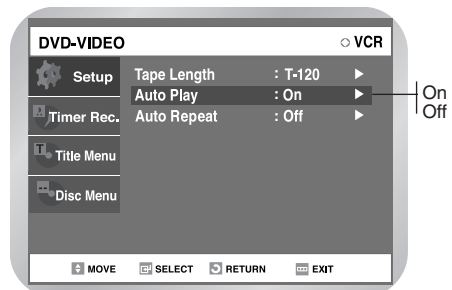 DVD-VIDEO VCR
Setup
Tape Length : T-120
Auto Play : On
On
Off
Timer Rec.
Auto Repeat : Off
Title Menu
Disc Menu
MOVE SELECT RETURN EXIT